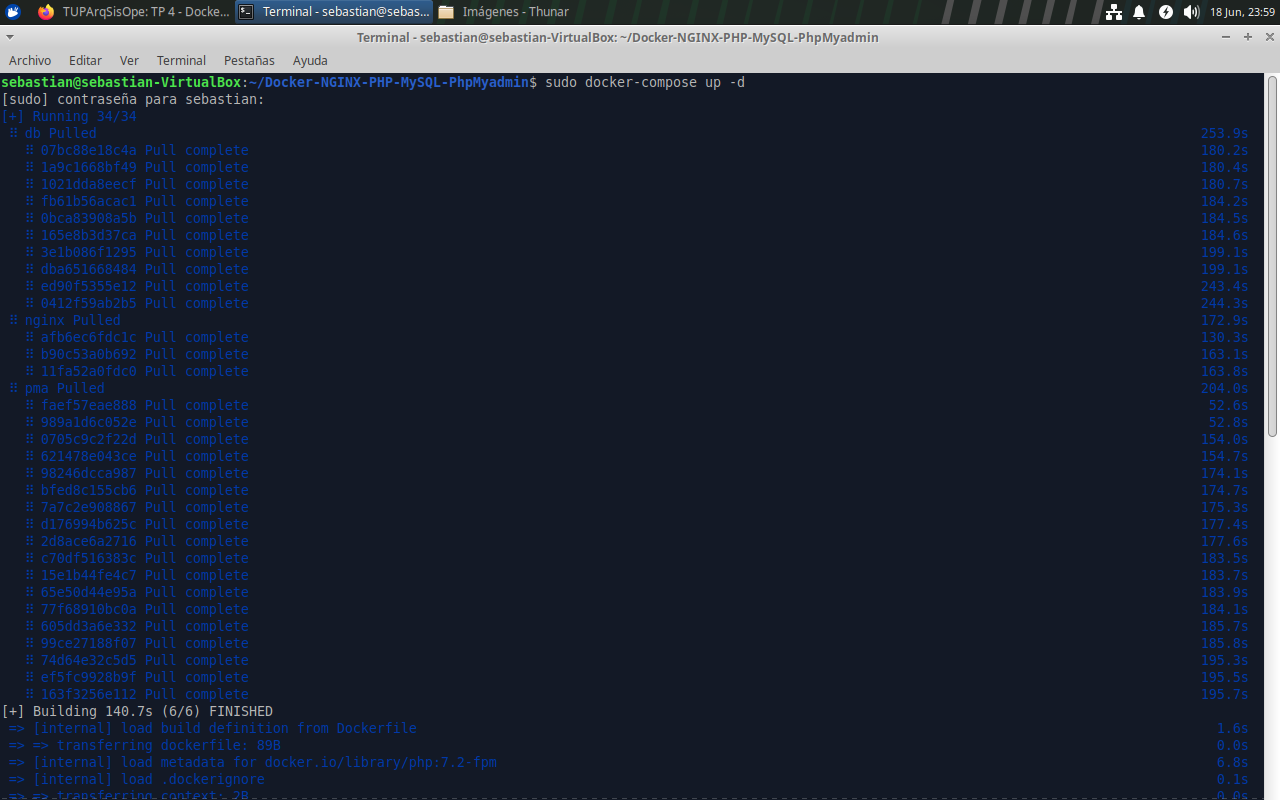 TUPArqSisOpe: TP 4 - Docke...
Terminal - sebastian@sebas...
Imágenes - Thunar
18 Jun, 23:59
Terminal - sebastian@sebastian-VirtualBox: ~/Docker-NGINX-PHP-MySQL-PhpMyadmin
Archivo Editar Ver Terminal Pestañas Ayuda
sebastian@sebastian-VirtualBox:~/Docker-NGINX-PHP-MySQL-PhpMyadmin$ sudo docker-compose up -d
[sudo] contraseña para sebastian:
[+] Running 34/34
⠿ db Pulled 253.9s
⠿ 07bc88e18c4a Pull complete 180.2s
⠿ 1a9c1668bf49 Pull complete 180.4s
⠿ 1021dda8eecf Pull complete 180.7s
⠿ fb61b56acac1 Pull complete 184.2s
⠿ 0bca83908a5b Pull complete 184.5s
⠿ 165e8b3d37ca Pull complete 184.6s
⠿ 3e1b086f1295 Pull complete 199.1s
⠿ dba651668484 Pull complete 199.1s
⠿ ed90f5355e12 Pull complete 243.4s
⠿ 0412f59ab2b5 Pull complete 244.3s
⠿ nginx Pulled 172.9s
⠿ afb6ec6fdc1c Pull complete 130.3s
⠿ b90c53a0b692 Pull complete 163.1s
⠿ 11fa52a0fdc0 Pull complete 163.8s
⠿ pma Pulled 204.0s
⠿ faef57eae888 Pull complete 52.6s
⠿ 989a1d6c052e Pull complete 52.8s
⠿ 0705c9c2f22d Pull complete 154.0s
⠿ 621478e043ce Pull complete 154.7s
⠿ 98246dcca987 Pull complete 174.1s
⠿ bfed8c155cb6 Pull complete 174.7s
⠿ 7a7c2e908867 Pull complete 175.3s
⠿ d176994b625c Pull complete 177.4s
⠿ 2d8ace6a2716 Pull complete 177.6s
⠿ c70df516383c Pull complete 183.5s
⠿ 15e1b44fe4c7 Pull complete 183.7s
⠿ 65e50d44e95a Pull complete 183.9s
⠿ 77f68910bc0a Pull complete 184.1s
⠿ 605dd3a6e332 Pull complete 185.7s
⠿ 99ce27188f07 Pull complete 185.8s
⠿ 74d64e32c5d5 Pull complete 195.3s
⠿ ef5fc9928b9f Pull complete 195.5s
⠿ 163f3256e112 Pull complete 195.7s
[+] Building 140.7s (6/6) FINISHED
=> [internal] load build definition from Dockerfile 1.6s
=> => transferring dockerfile: 89B 0.0s
=> [internal] load metadata for docker.io/library/php:7.2-fpm 6.8s
=> [internal] load .dockerignore 0.1s
=> => transferring context: 2B 0.0s